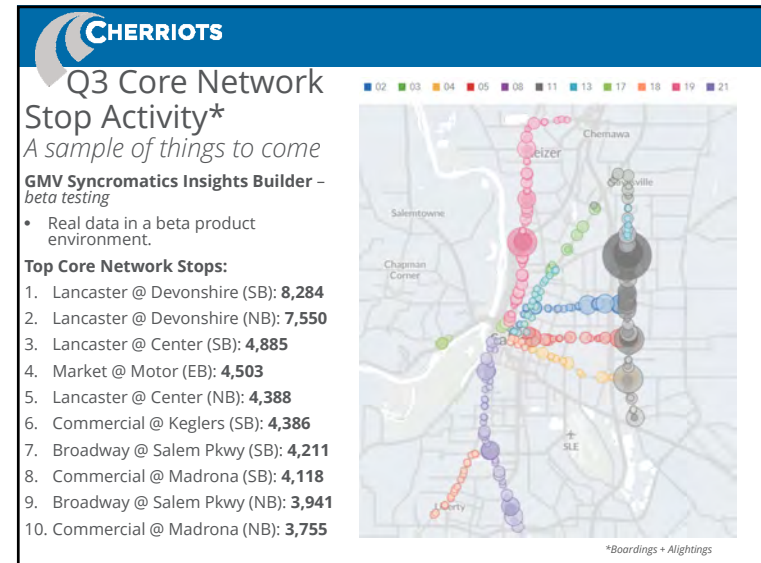 CHERRIOTS
Q3 Core Network
Stop Activity*
A sample of things to come
GMV Syncromatics Insights Builder –
beta testing
• Real data in a beta product
environment.
Top Core Network Stops:
1. Lancaster @ Devonshire (SB): 8,284
2. Lancaster @ Devonshire (NB): 7,550
3. Lancaster @ Center (SB): 4,885
4. Market @ Motor (EB): 4,503
5. Lancaster @ Center (NB): 4,388
6. Commercial @ Keglers (SB): 4,386
7. Broadway @ Salem Pkwy (SB): 4,211
8. Commercial @ Madrona (SB): 4,118
9. Broadway @ Salem Pkwy (NB): 3,941
10. Commercial @ Madrona (NB): 3,755
02 03 04 05 08 11 13 17 18 19 21
Chemawa
eizer
Salemtowne
Chapman
Corner
SLE
*Boardings + Alightings